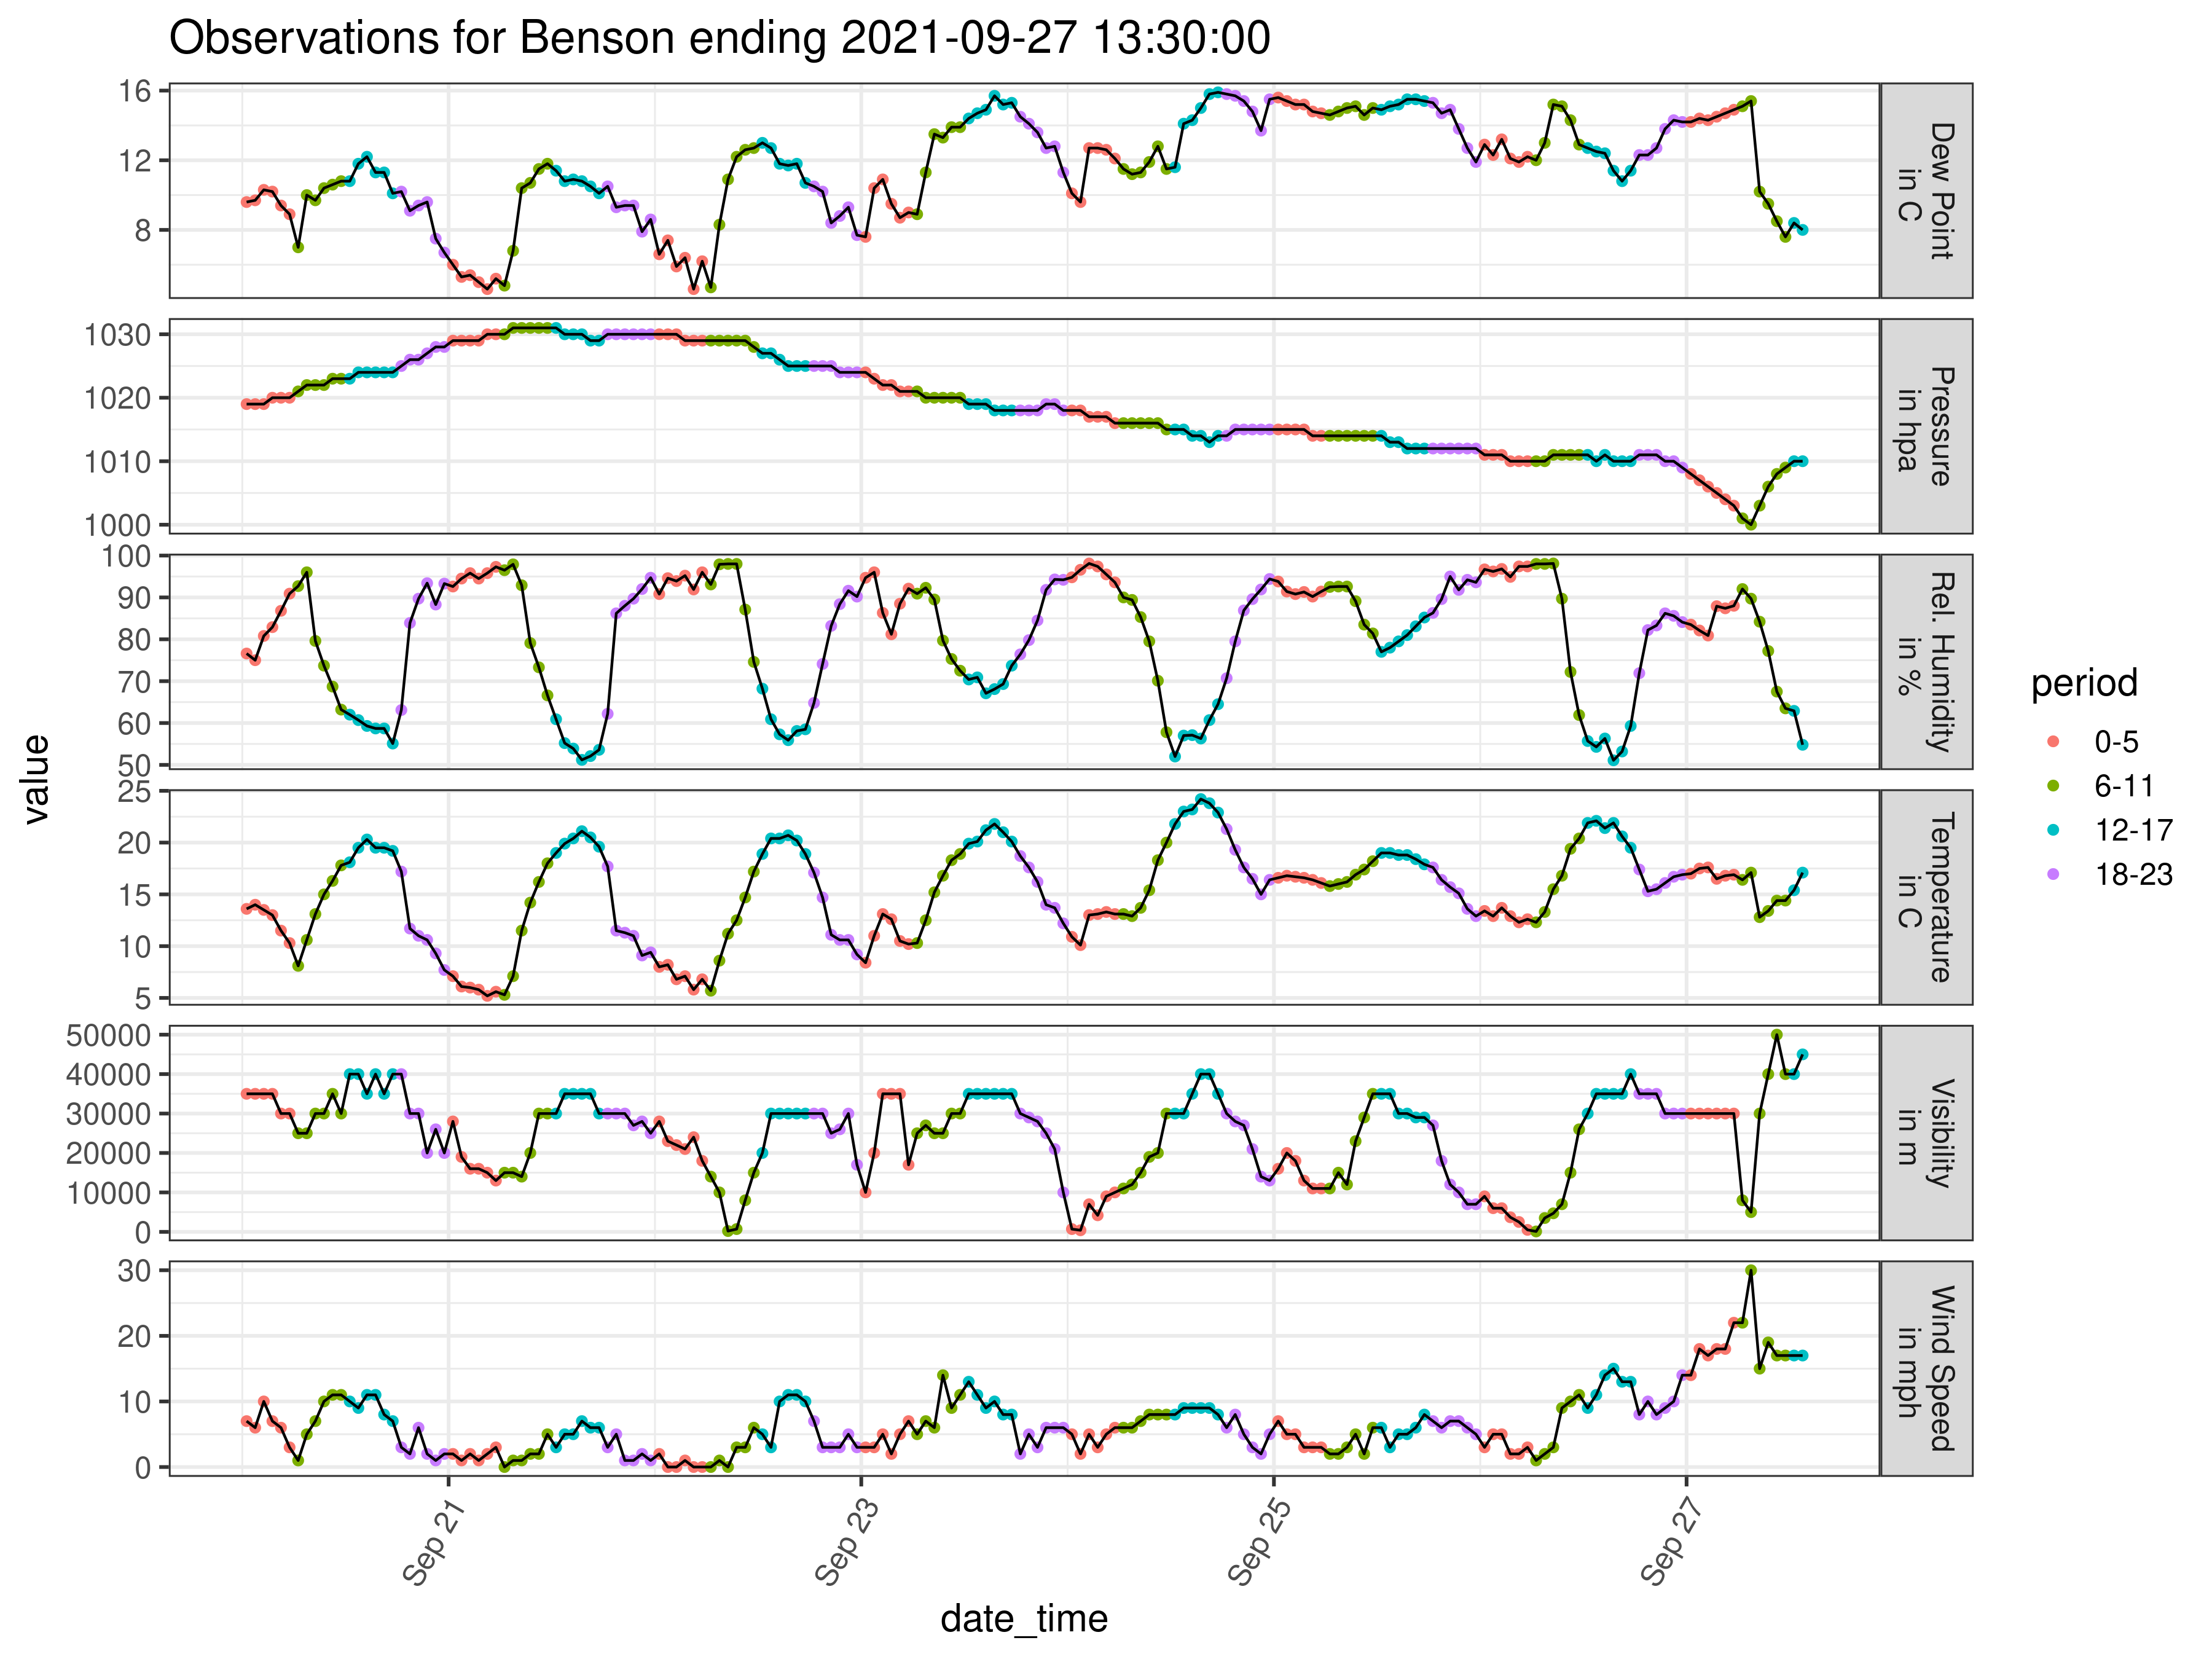 Observations for Benson ending 2021-09-27 13:30:00
value
16
12
8
Dew Point
in C
1030
1020
1010
1000
Pressure
in hpa
100
90
80
70
60
50
Rel. Humidity
in %
25
20
15
10
5
Temperature
in C
50000
40000
30000
20000
10000
0
Visibility
in m
30
20
10
0
Wind Speed
in mph
Sep 21
Sep 23
Sep 25
Sep 27
date_time
period
0-5
6-11
12-17
18-23